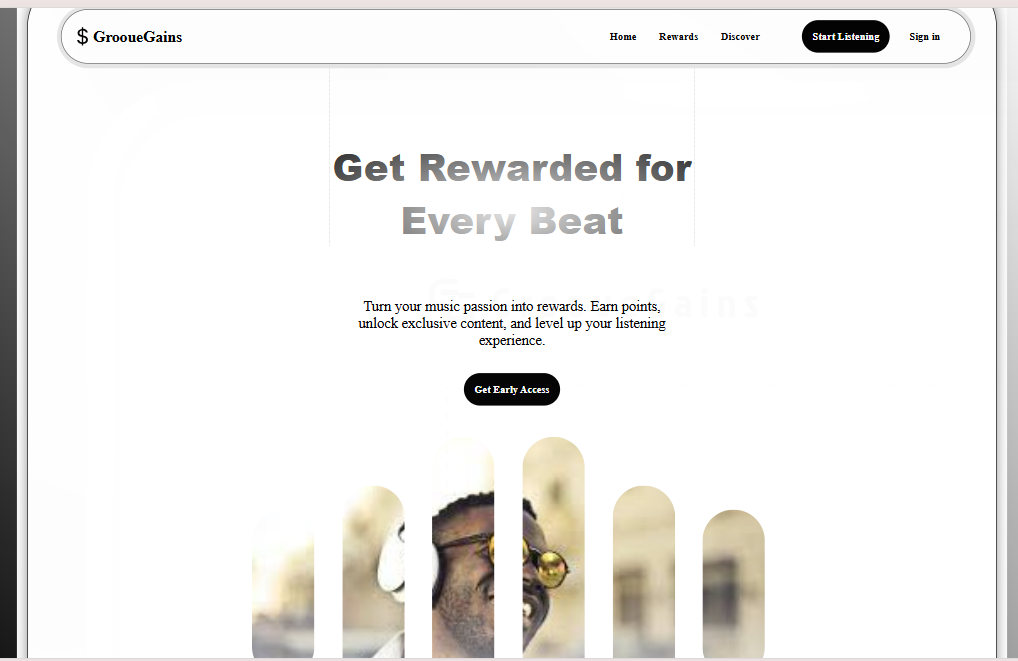 $ GrooueGains
Home Rewards Discover Start Listening Sign in
Get Rewarded for
Every Beat
Turn your music passion into rewards. Earn points,
unlock exclusive content, and level up your listening
experience.
Get Early Access